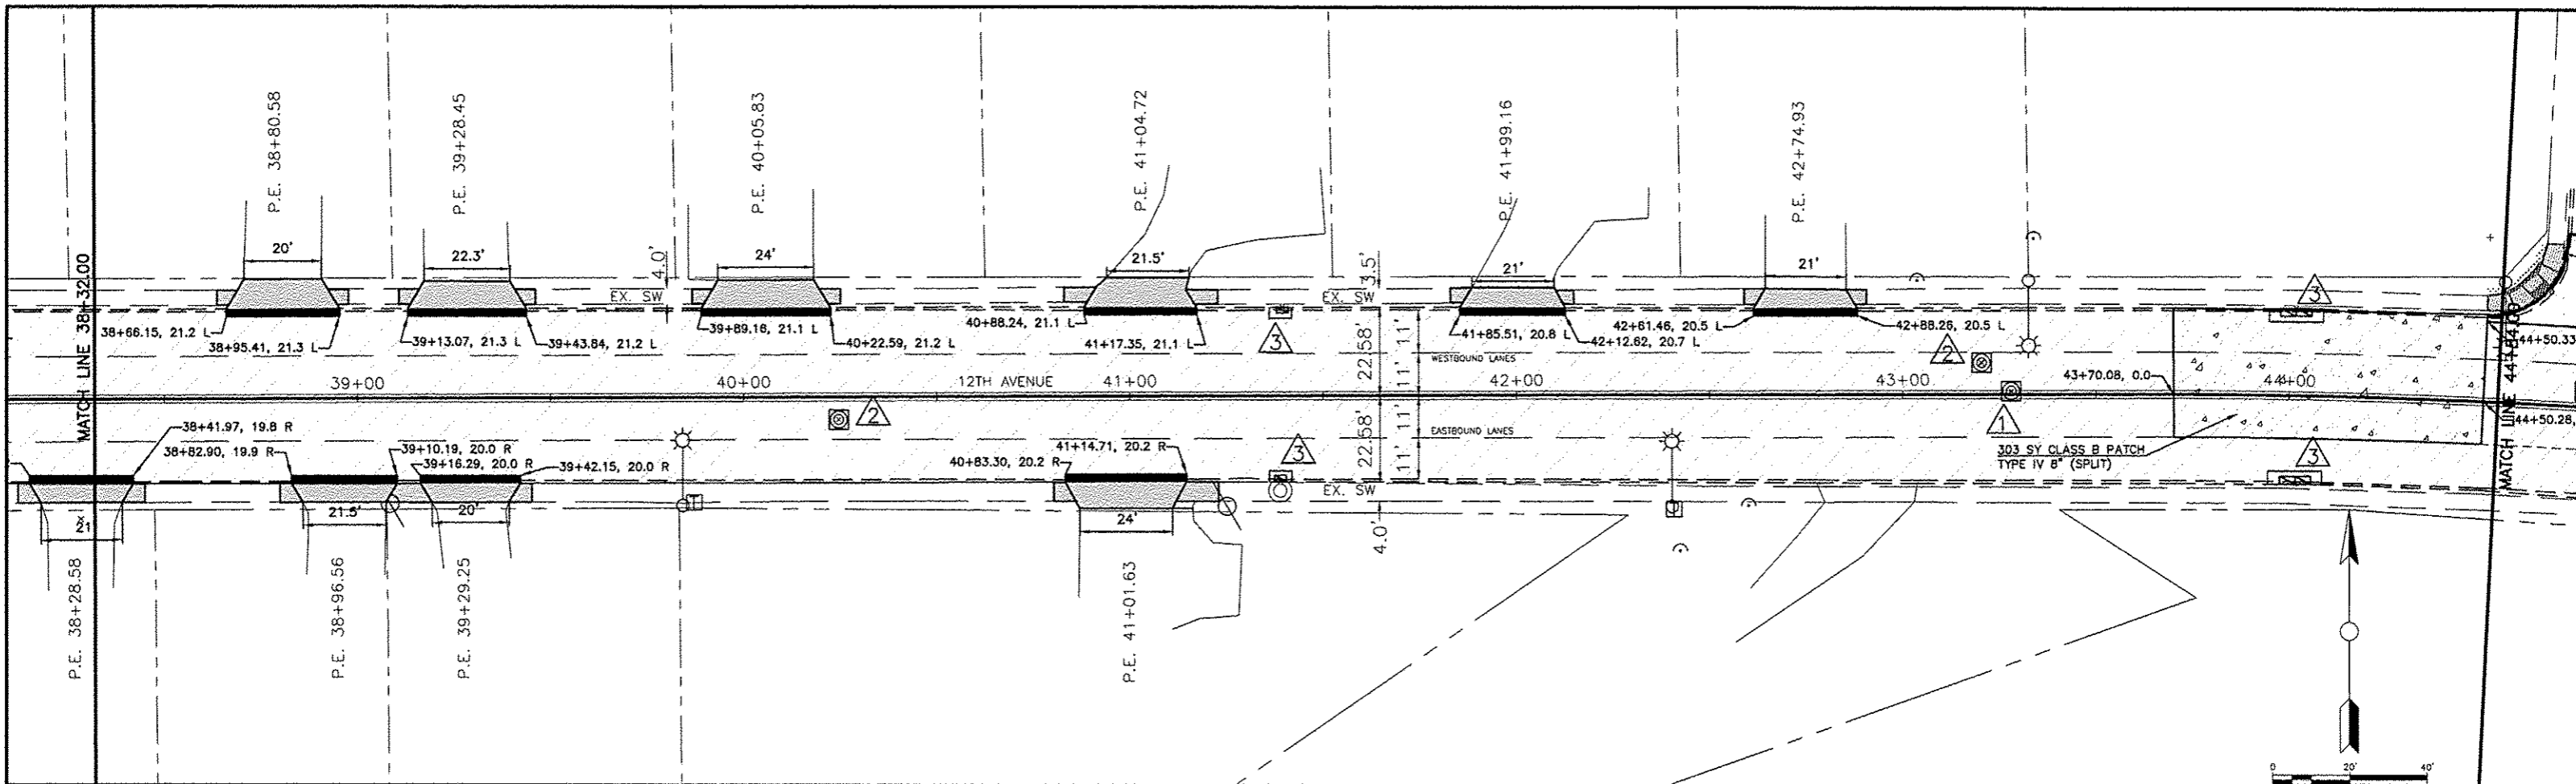 MATCH LINE 38+32.00
P.E. 38+80.58
P.E. 39+28.45
P.E. 40+05.83
P.E. 41+04.72
P.E. 41+99.16
P.E. 42+74.93
20'
22.3'
4.0'
24'
21.5'
3.5'
21'
21'
EX. SW
EX. SW
3
38+66.15, 21.2 L
38+95.41, 21.3 L
39+13.07, 21.3 L
39+43.84, 21.2 L
39+89.16, 21.1 L
40+22.59, 21.2 L
40+88.24, 21.1 L
41+17.35, 21.1 L
3
41+85.51, 20.8 L
42+12.62, 20.7 L
42+61.46, 20.5 L
42+88.26, 20.5 L
2
44+50.33
22.58'
11'
11'
WESTBOUND LANES
39+00
40+00
12TH AVENUE
41+00
42+00
43+00
43+70.08, 0.0
44+00
2
1
22.58'
11'
11'
EASTBOUND LANES
38+41.97, 19.8 R
38+82.90, 19.9 R
39+10.19, 20.0 R
39+16.29, 20.0 R
39+42.15, 20.0 R
40+83.30, 20.2 R
41+14.71, 20.2 R
3
303 SY CLASS B PATCH
TYPE IV 8" (SPLIT)
3
44+50.28,
MATCH LINE
EX. SW
21.5'
20'
24'
4.0'
P.E. 38+28.58
P.E. 38+96.56
P.E. 39+29.25
P.E. 41+01.63
0
20'
40'